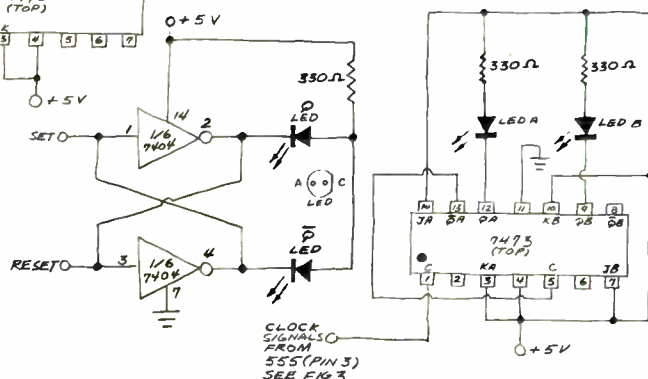 (TOP)
K
3 4 5 6 7
+5V
+5V
330Ω
SET
1
14
2
1/6
7404
Q
LED
A C
LED
RESET
3
4
1/6
7404
7
Q̅
LED
330Ω
330Ω
LED A
LED B
14 13 12 11 10 9 8
JA Q̅A QA KB QB Q̅B
7473
(TOP)
C KA C JB
1 2 3 4 5 6 7
+5V
CLOCK
SIGNALS
FROM
555 (PIN 3)
SEE FIG 3